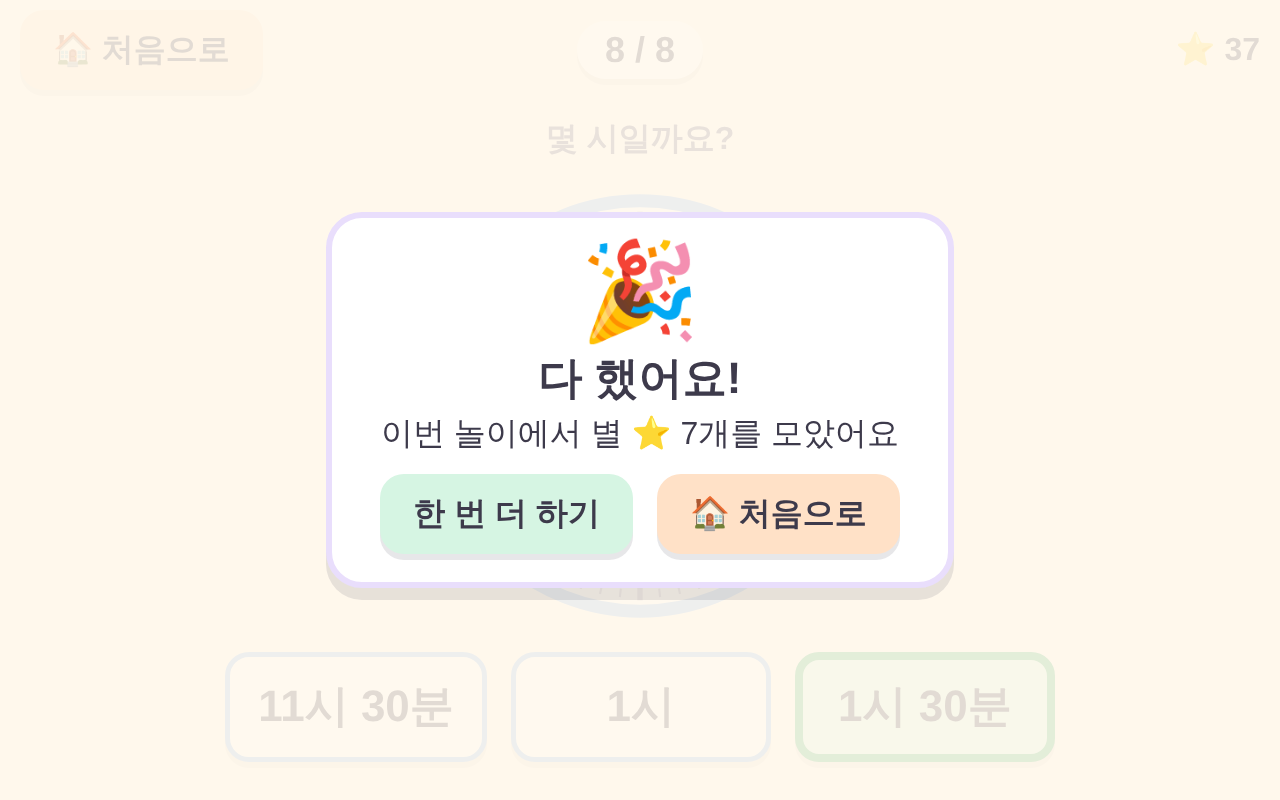 🏠 처음으로
8 / 8
⭐ 37
몇 시일까요?
다 했어요!
이번 놀이에서 별 ⭐ 7개를 모았어요
한 번 더 하기
🏠 처음으로
11시 30분
1시
1시 30분